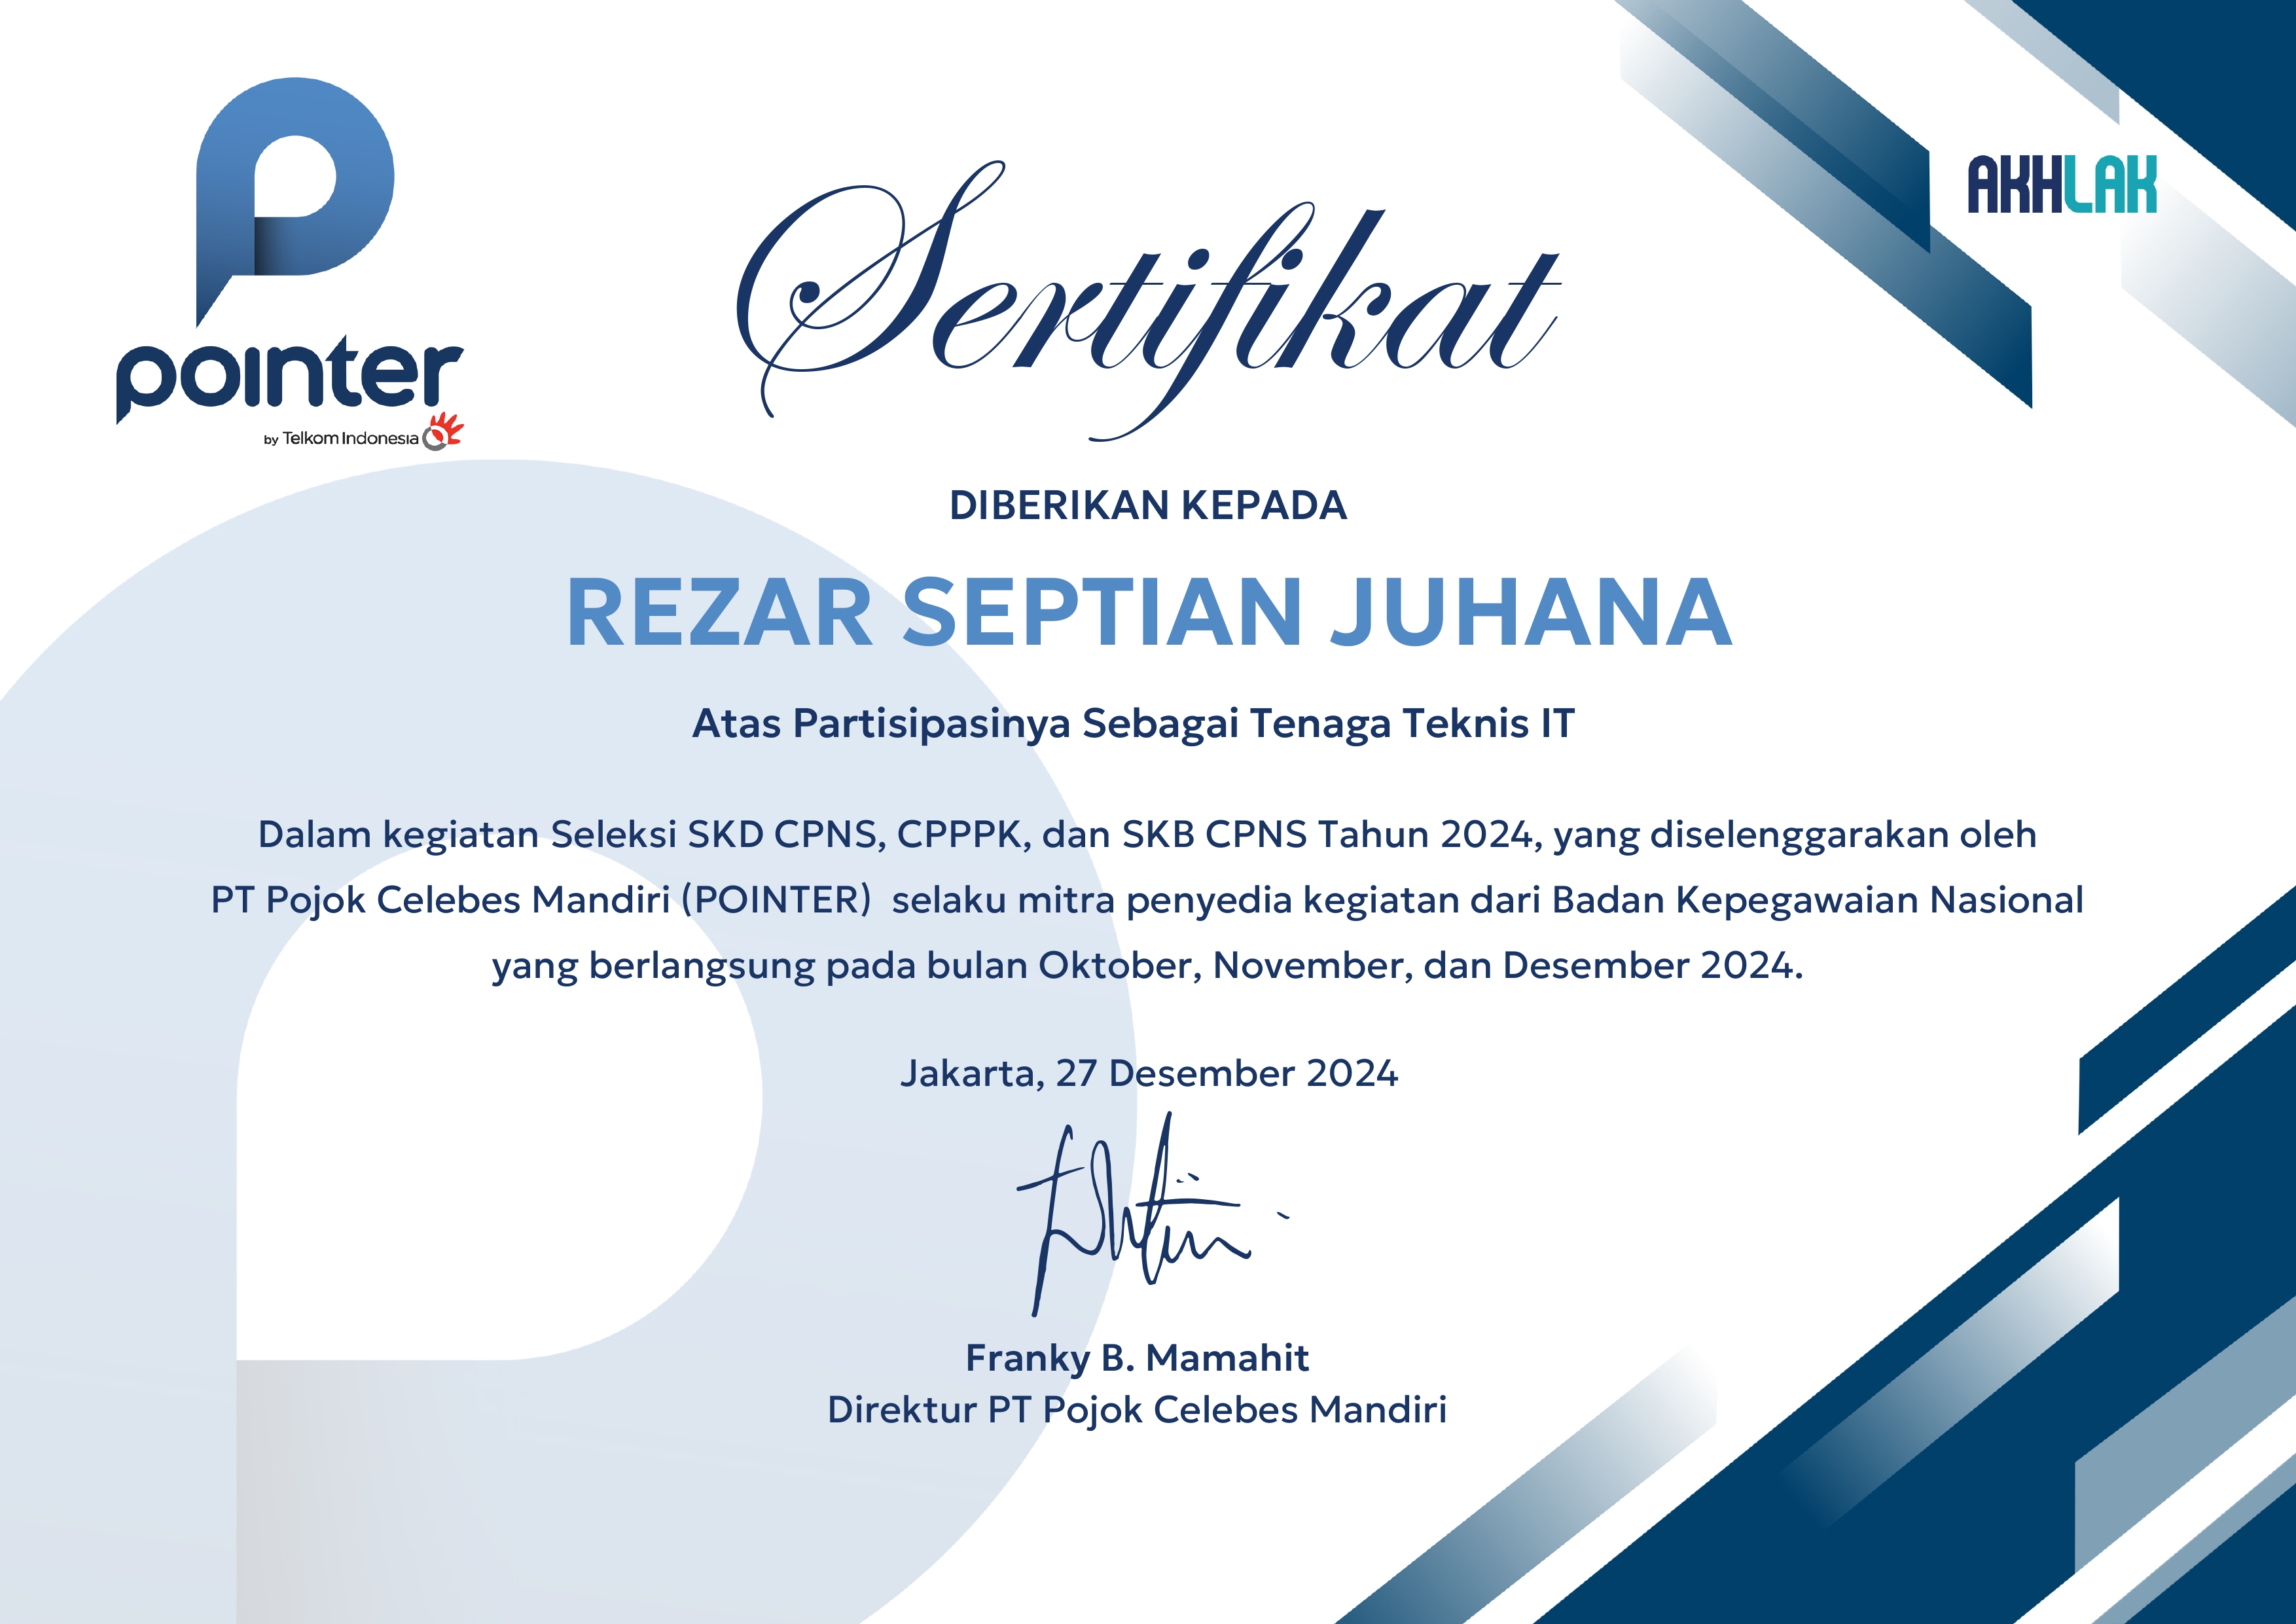 pointer
by Telkom Indonesia
AKHLAK
Sertifikat
DIBERIKAN KEPADA
REZAR SEPTIAN JUHANA
Atas Partisipasinya Sebagai Tenaga Teknis IT
Dalam kegiatan Seleksi SKD CPNS, CPPPK, dan SKB CPNS Tahun 2024, yang diselenggarakan oleh
PT Pojok Celebes Mandiri (POINTER)  selaku mitra penyedia kegiatan dari Badan Kepegawaian Nasional
yang berlangsung pada bulan Oktober, November, dan Desember 2024.
Jakarta, 27 Desember 2024
Franky B. Mamahit
Direktur PT Pojok Celebes Mandiri